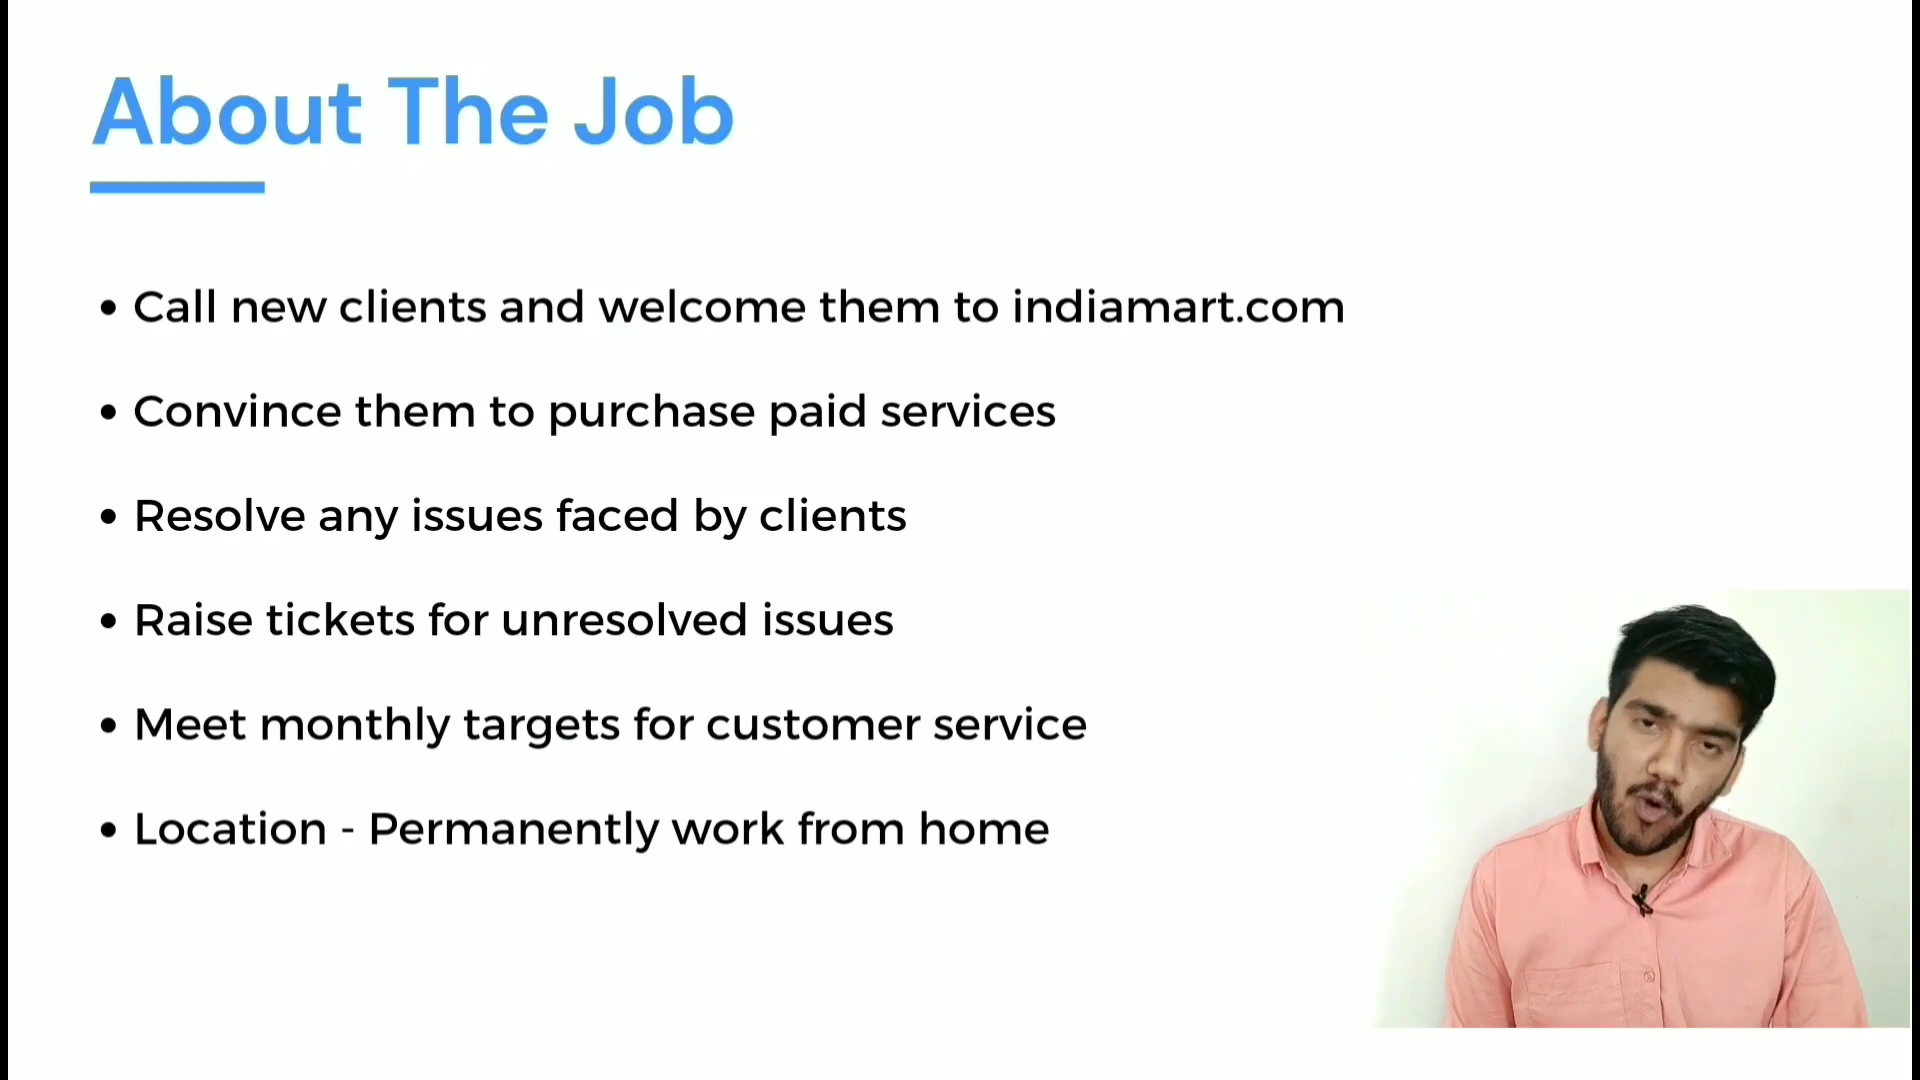 About The Job
• Call new clients and welcome them to indiamart.com
• Convince them to purchase paid services
• Resolve any issues faced by clients
• Raise tickets for unresolved issues
• Meet monthly targets for customer service
• Location - Permanently work from home